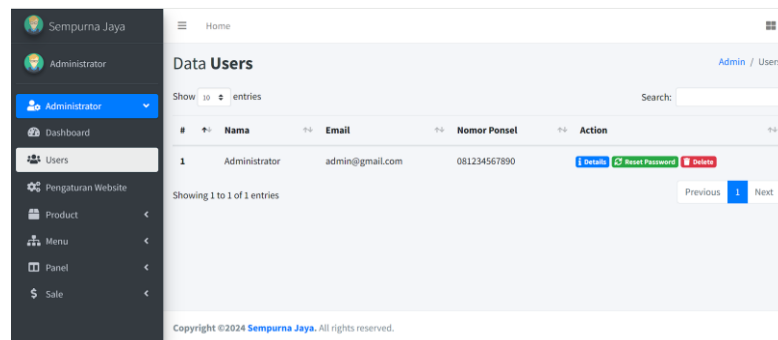 Sempurna Jaya
Administrator
Administrator
Dashboard
Users
Pengaturan Website
Product
Menu
Panel
Sale
Home
Data Users
Admin / User
Show 10 entries
Search:
# Nama Email Nomor Ponsel Action
1 Administrator admin@gmail.com 081234567890 Details Reset Password Delete
Showing 1 to 1 of 1 entries
Previous 1 Next
Copyright ©2024 Sempurna Jaya. All rights reserved.